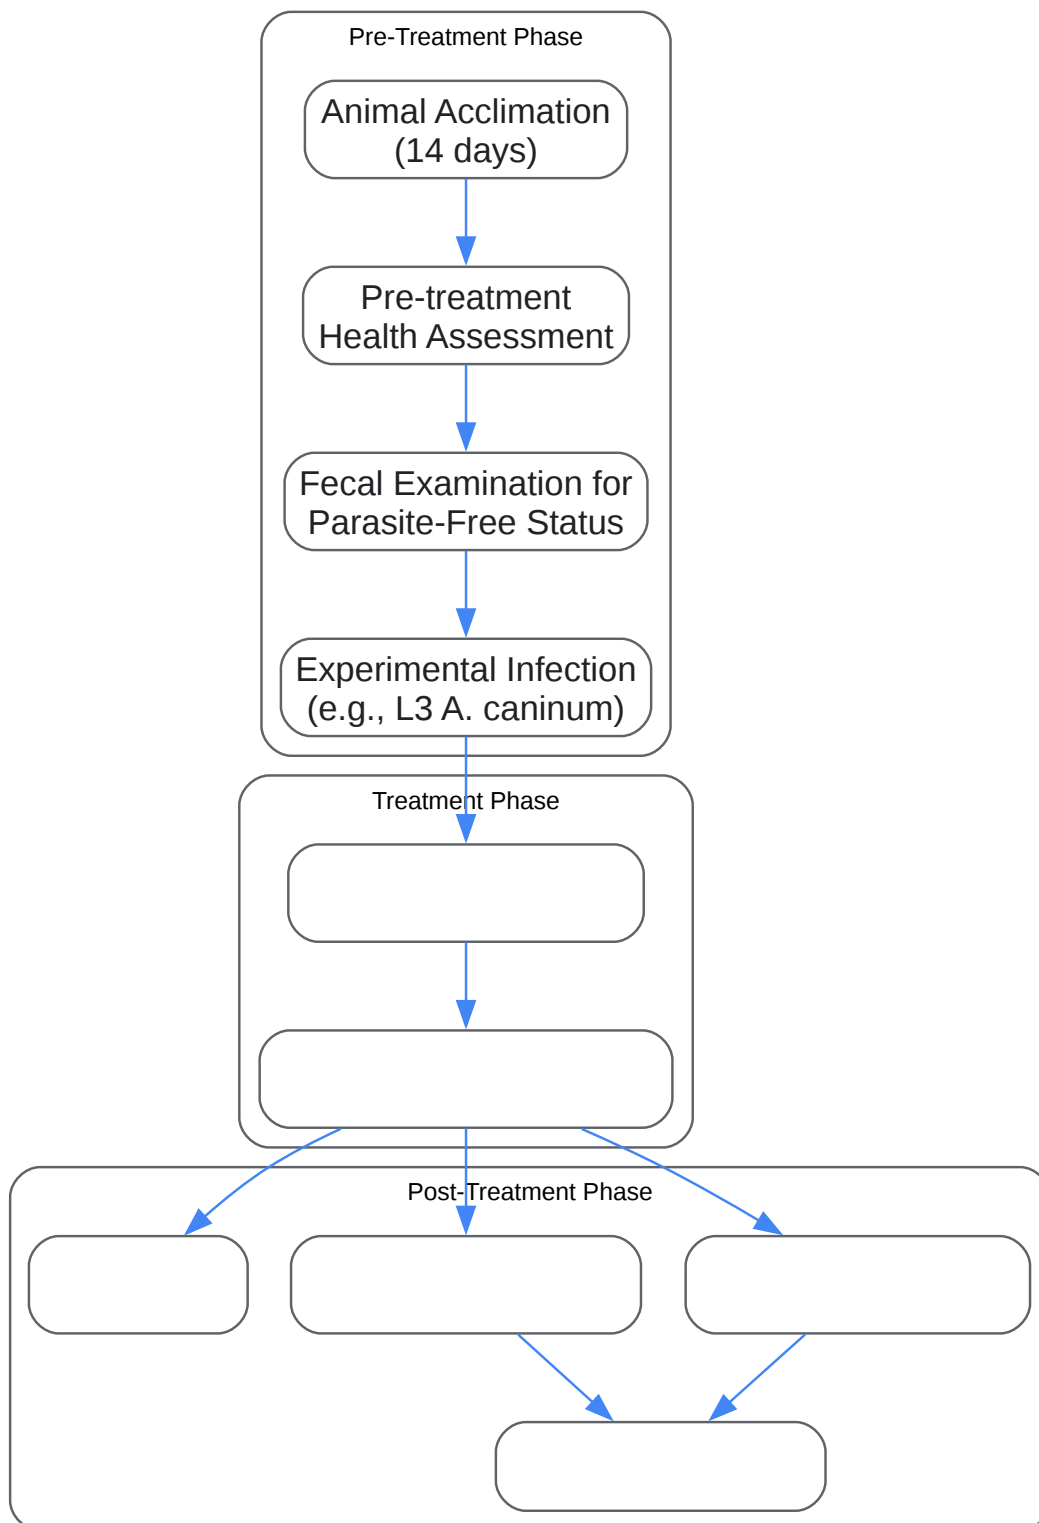 Pre-Treatment Phase
Animal Acclimation
(14 days)
Pre-treatment
Health Assessment
Fecal Examination for
Parasite-Free Status
Experimental Infection
(e.g., L3 A. caninum)
Treatment Phase
Post-Treatment Phase